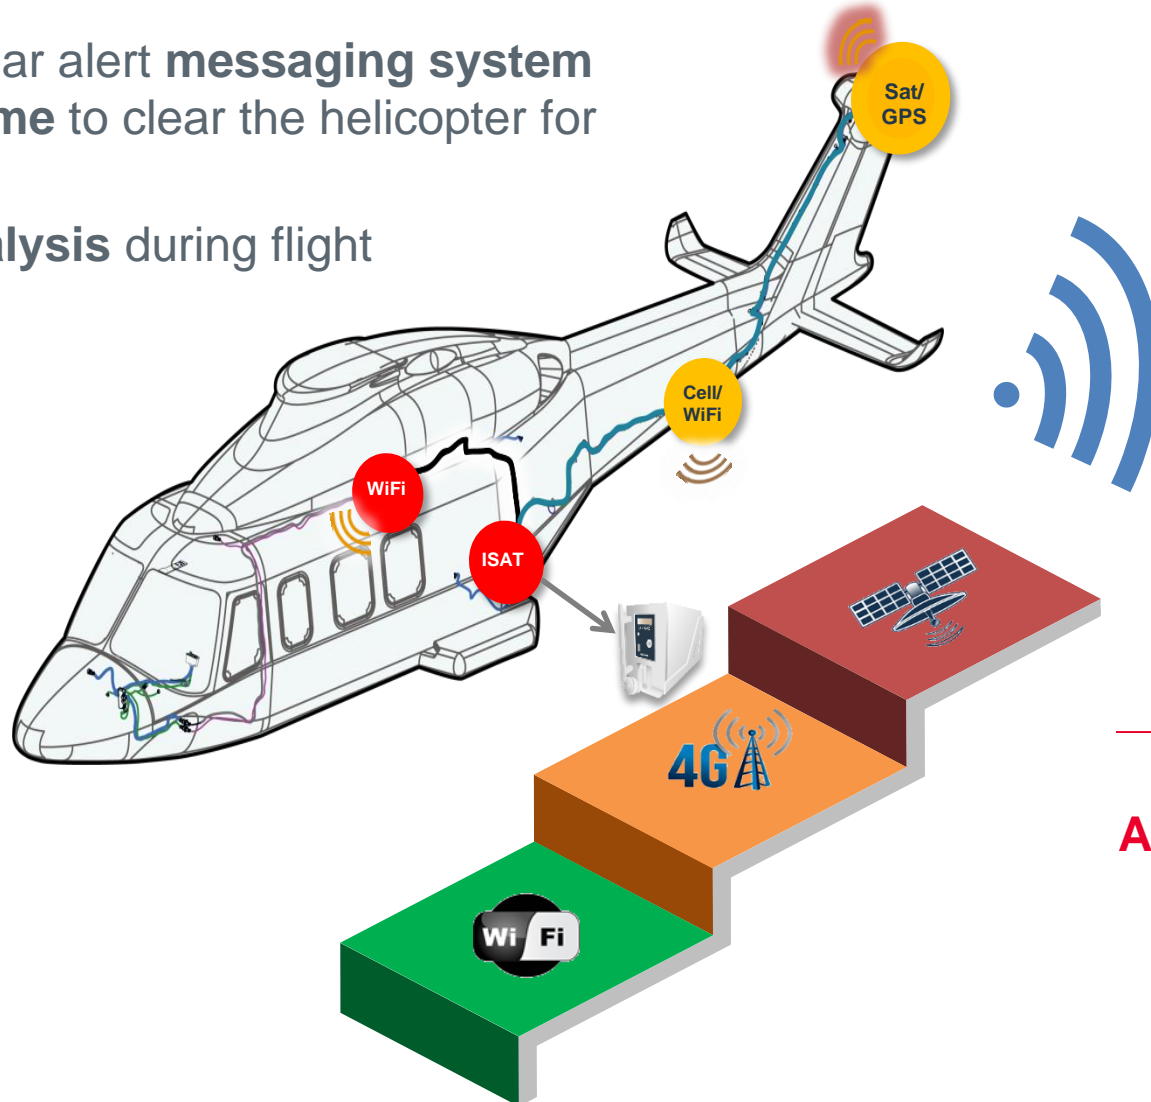 ar alert messaging system
me to clear the helicopter for
alysis during flight
Sat/
GPS
Cell/
WiFi
WiFi
ISAT
4G
Wi Fi
A